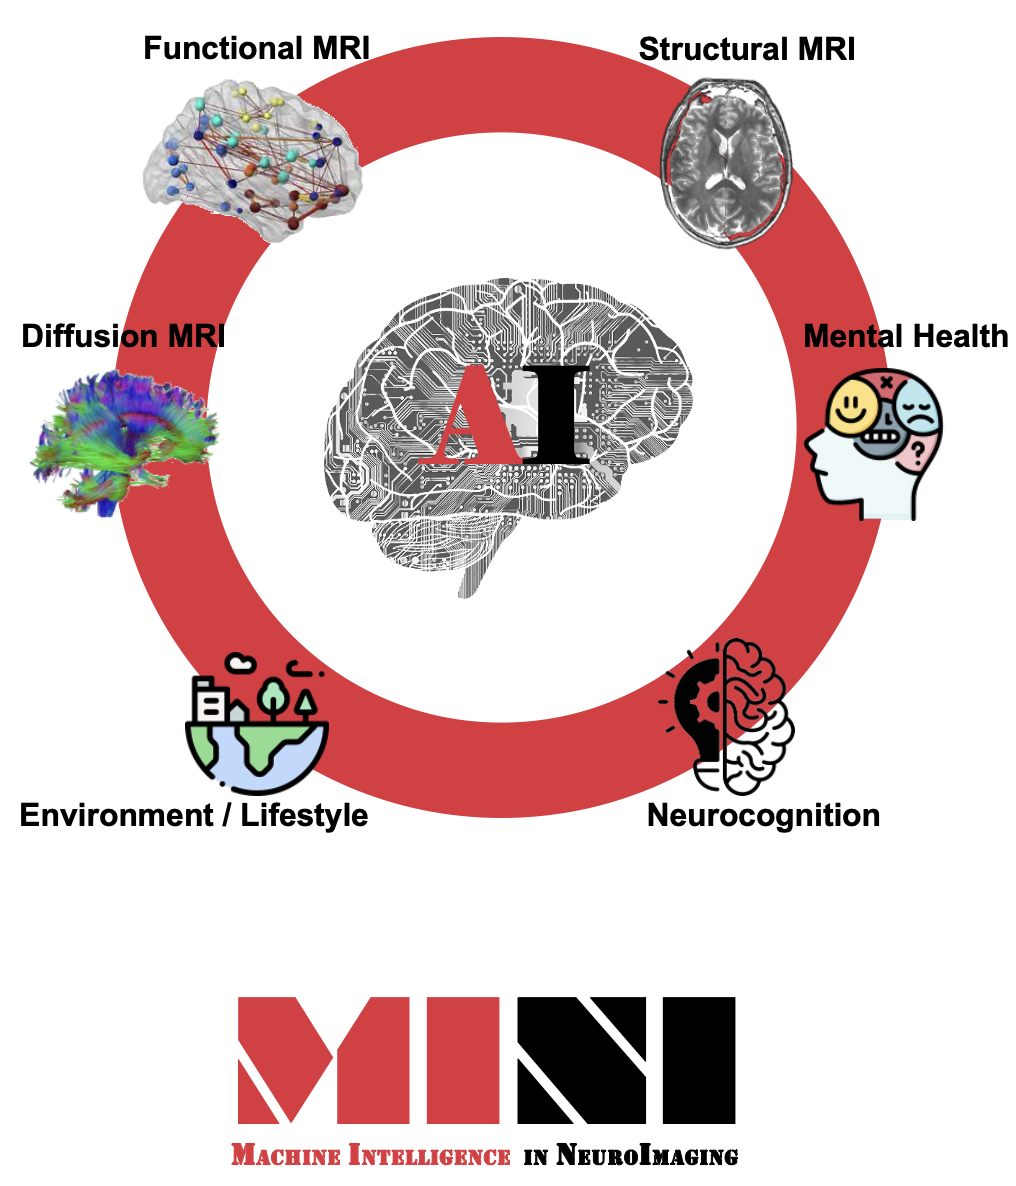 Functional MRI
Structural MRI
Diffusion MRI
Mental Health
AI
?
Environment / Lifestyle
Neurocognition
MINI
Machine Intelligence in NeuroImaging